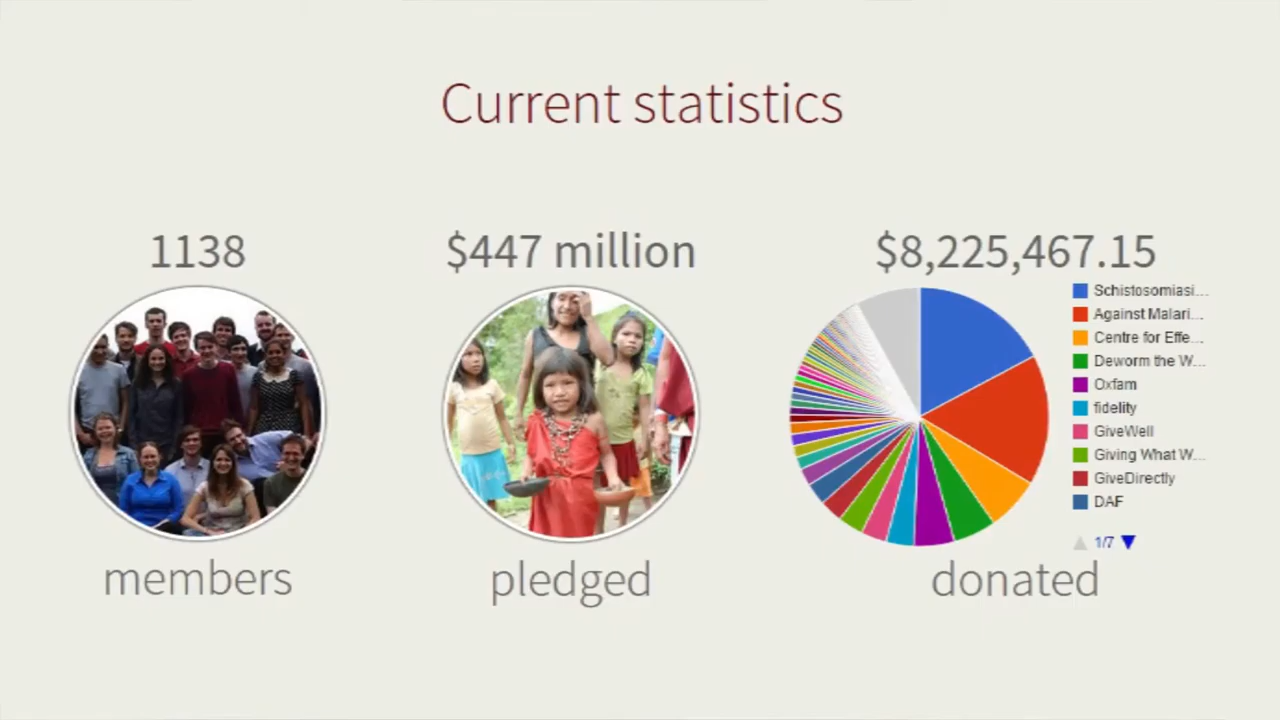 Current statistics
1138
$447 million
$8,225,467.15
Schistosomiasi...
Against Malari...
Centre for Effe...
Deworm the W...
Oxfam
fidelity
GiveWell
Giving What W...
GiveDirectly
DAF
1/7
members
pledged
donated